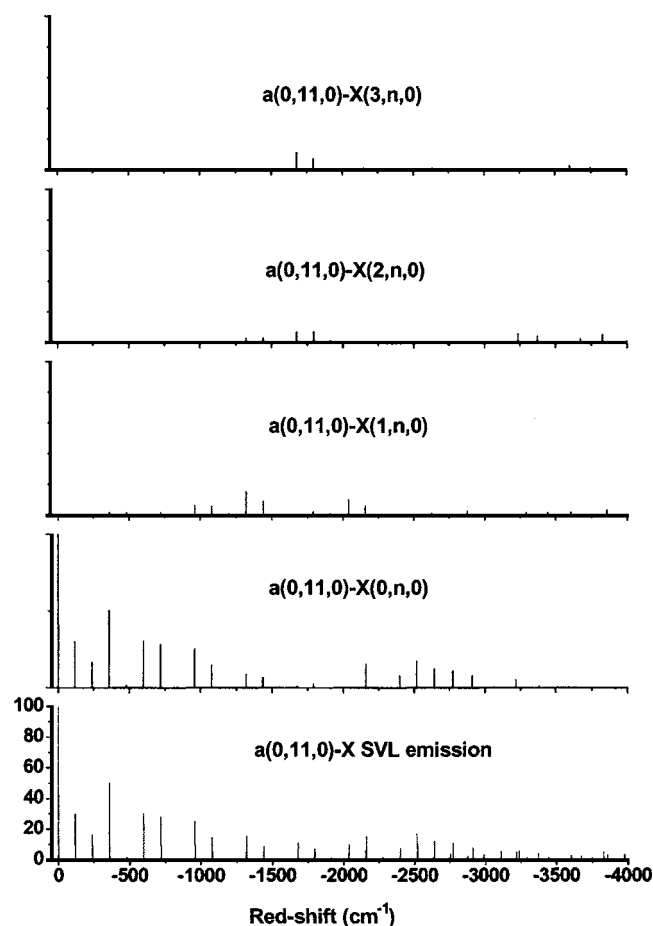 a(0,11,0)-X(3,n,0)
a(0,11,0)-X(2,n,0)
a(0,11,0)-X(1,n,0)
a(0,11,0)-X(0,n,0)
100
80
60
40
20
0
a(0,11,0)-X SVL emission
0 -500 -1000 -1500 -2000 -2500 -3000 -3500 -4000
Red-shift (cm⁻¹)